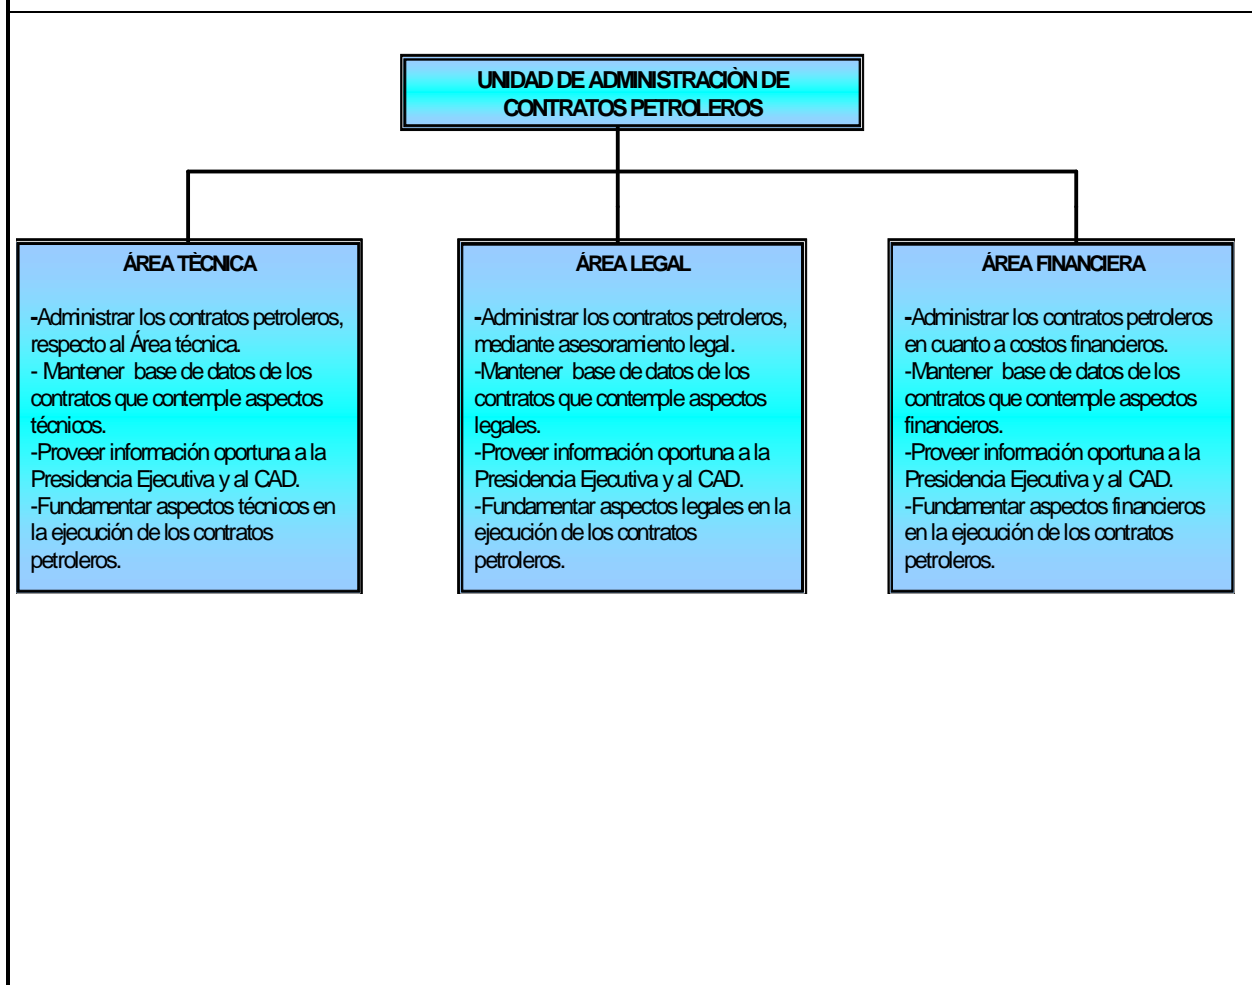 UNIDAD DE ADMINISTRACIÒN DE
CONTRATOS PETROLEROS
ÁREA TÈCNICA
-Administrar los contratos petroleros,
respecto al Área técnica.
- Mantener base de datos de los
contratos que contemple aspectos
técnicos.
-Proveer información oportuna a la
Presidencia Ejecutiva y al CAD.
-Fundamentar aspectos técnicos en
la ejecución de los contratos
petroleros.
ÁREA LEGAL
-Administrar los contratos petroleros,
mediante asesoramiento legal.
-Mantener base de datos de los
contratos que contemple aspectos
legales.
-Proveer información oportuna a la
Presidencia Ejecutiva y al CAD.
-Fundamentar aspectos legales en la
ejecución de los contratos
petroleros.
ÁREA FINANCIERA
-Administrar los contratos petroleros
en cuanto a costos financieros.
-Mantener base de datos de los
contratos que contemple aspectos
financieros.
-Proveer información oportuna a la
Presidencia Ejecutiva y al CAD.
-Fundamentar aspectos financieros
en la ejecución de los contratos
petroleros.